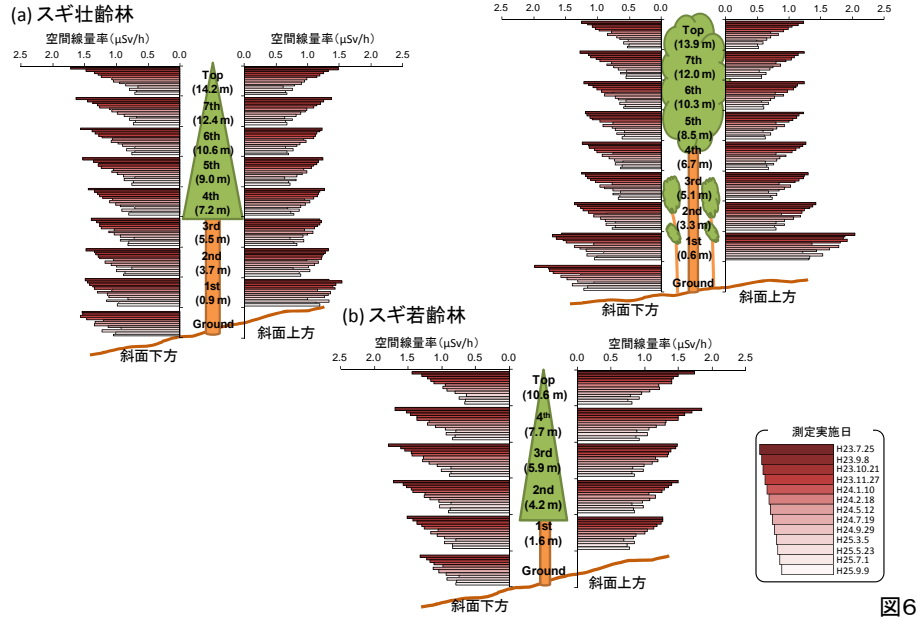 (a) スギ壮齢林
空間線量率(μSv/h)
空間線量率(μSv/h)
2.5 2.0 1.5 1.0 0.5 0.0
0.0 0.5 1.0 1.5 2.0 2.5
Top
(14.2 m)
7th
(12.4 m)
6th
(10.6 m)
5th
(9.0 m)
4th
(7.2 m)
3rd
(5.5 m)
2nd
(3.7 m)
1st
(0.9 m)
Ground
斜面下方
斜面上方
2.5 2.0 1.5 1.0 0.5 0.0
0.0 0.5 1.0 1.5 2.0 2.5
Top
(13.9 m)
7th
(12.0 m)
6th
(10.3 m)
5th
(8.5 m)
4th
(6.7 m)
3rd
(5.1 m)
2nd
(3.3 m)
1st
(0.6 m)
Ground
斜面下方
斜面上方
(b) スギ若齢林
空間線量率(μSv/h)
空間線量率(μSv/h)
2.5 2.0 1.5 1.0 0.5 0.0
0.0 0.5 1.0 1.5 2.0 2.5
Top
(10.6 m)
4th
(7.7 m)
3rd
(5.9 m)
2nd
(4.2 m)
1st
(1.6 m)
Ground
斜面下方
斜面上方
測定実施日
H23.7.25
H23.9.8
H23.10.21
H23.11.27
H24.1.10
H24.2.18
H24.5.12
H24.7.19
H24.9.29
H25.3.5
H25.5.23
H25.7.1
H25.9.9
図6